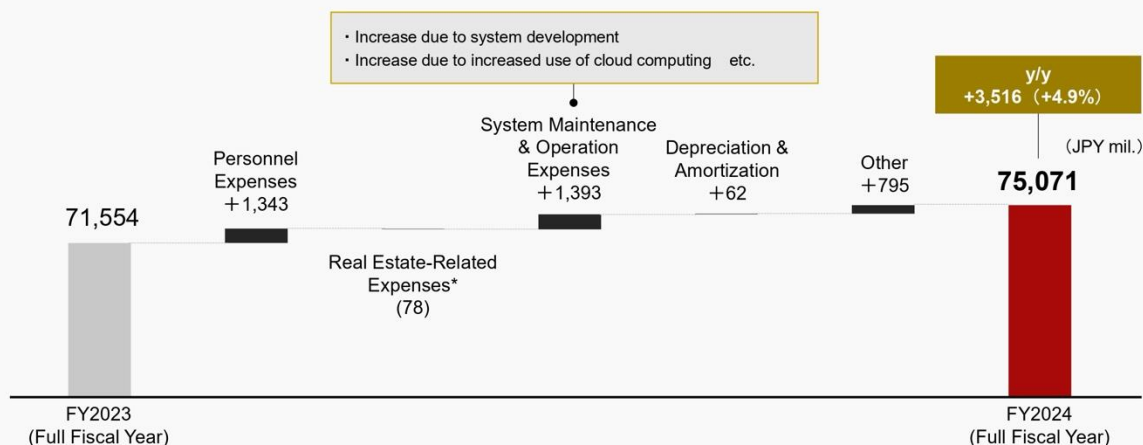 ・Increase due to system development
・Increase due to increased use of cloud computing etc.
y/y
+3,516（+4.9%）
(JPY mil.)
71,554
Personnel
Expenses
＋1,343
Real Estate-Related
Expenses*
(78)
System Maintenance
& Operation
Expenses
＋1,393
Depreciation &
Amortization
＋62
Other
＋795
75,071
FY2023
(Full Fiscal Year)
FY2024
(Full Fiscal Year)